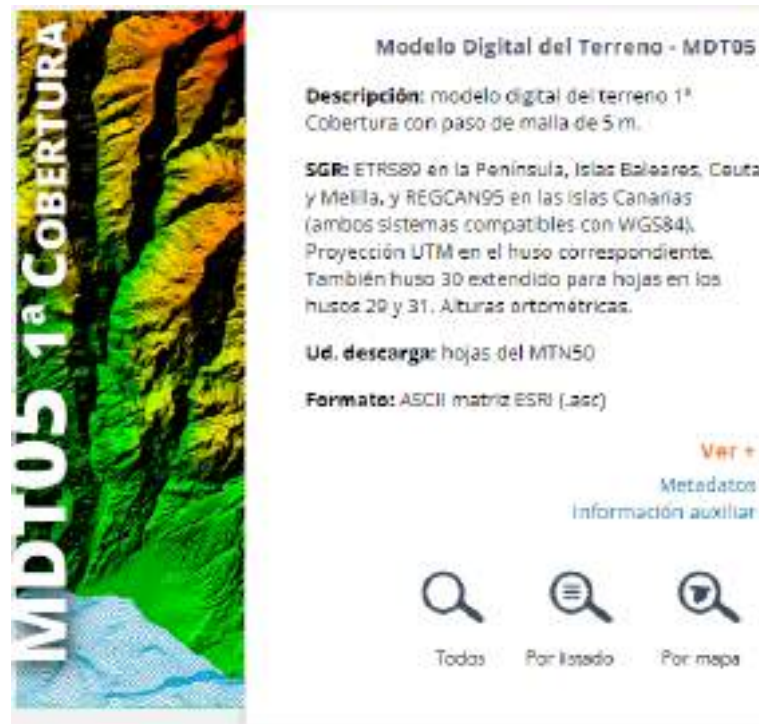 MDT05 1ª COBERTURA
Modelo Digital del Terreno - MDT05
Descripción: modelo digital del terreno 1ª
Cobertura con paso de malla de 5 m.
SGR: ETRS89 en la Península, Islas Baleares, Ceuta
y Melilla, y REGCAN95 en las Islas Canarias
(ambos sistemas compatibles con WGS84).
Proyección UTM en el huso correspondiente.
También huso 30 extendido para hojas en los
husos 29 y 31. Alturas ortométricas.
Ud. descarga: hojas del MTN50
Formato: ASCII matriz ESRI (.asc)
Ver +
Metadatos
Información auxiliar
Todos Por listado Por mapa